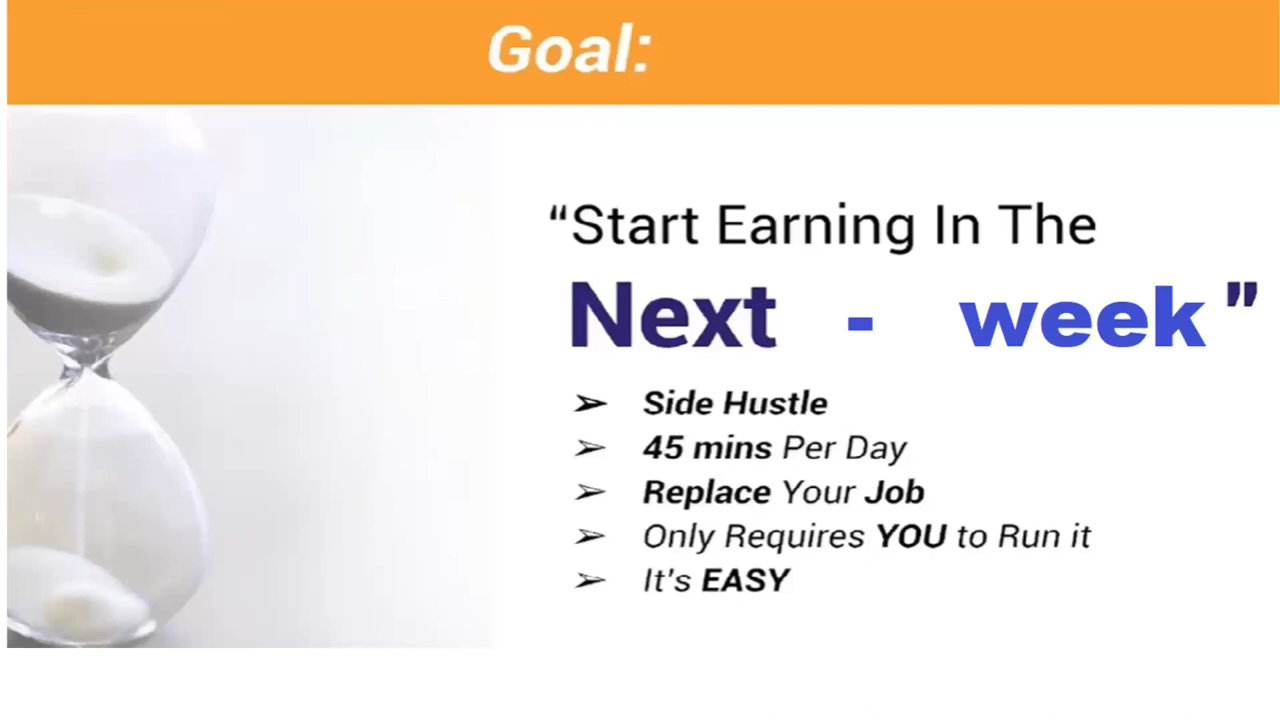 Goal:
“Start Earning In The
Next - week"
➢ Side Hustle
➢ 45 mins Per Day
➢ Replace Your Job
➢ Only Requires YOU to Run it
➢ It's EASY